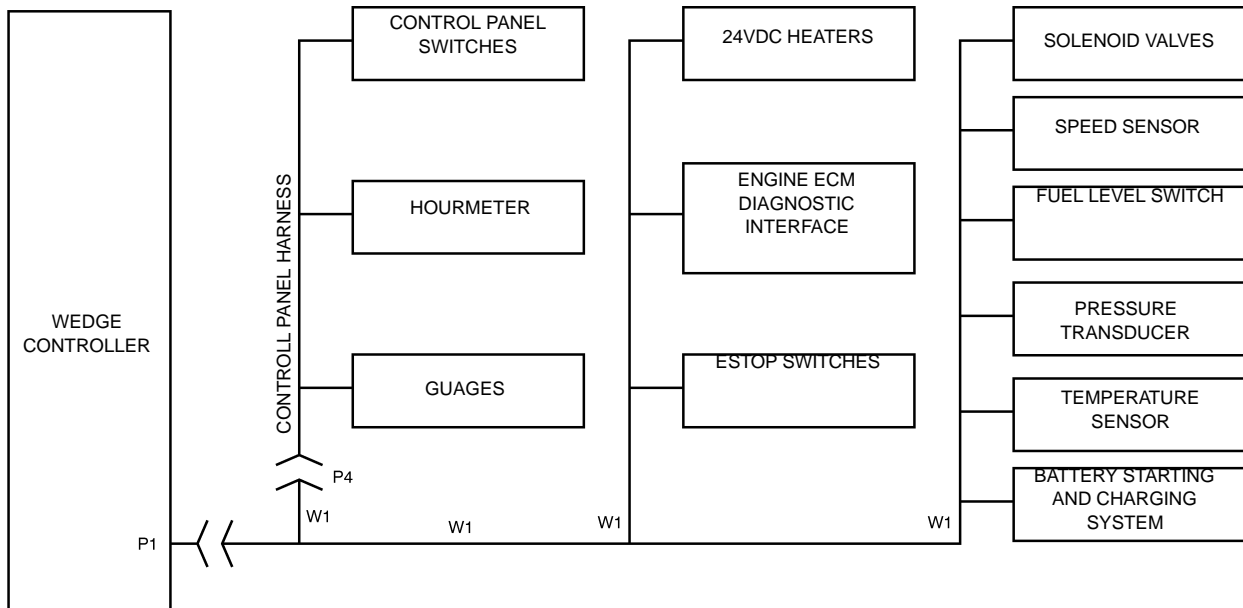 WEDGE
CONTROLLER
P1
CONTROLL PANEL HARNESS
P4
W1
CONTROL PANEL
SWITCHES
HOURMETER
GUAGES
W1
24VDC HEATERS
ENGINE ECM
DIAGNOSTIC
INTERFACE
ESTOP SWITCHES
W1
SOLENOID VALVES
SPEED SENSOR
FUEL LEVEL SWITCH
PRESSURE
TRANSDUCER
TEMPERATURE
SENSOR
BATTERY STARTING
AND CHARGING
SYSTEM
W1